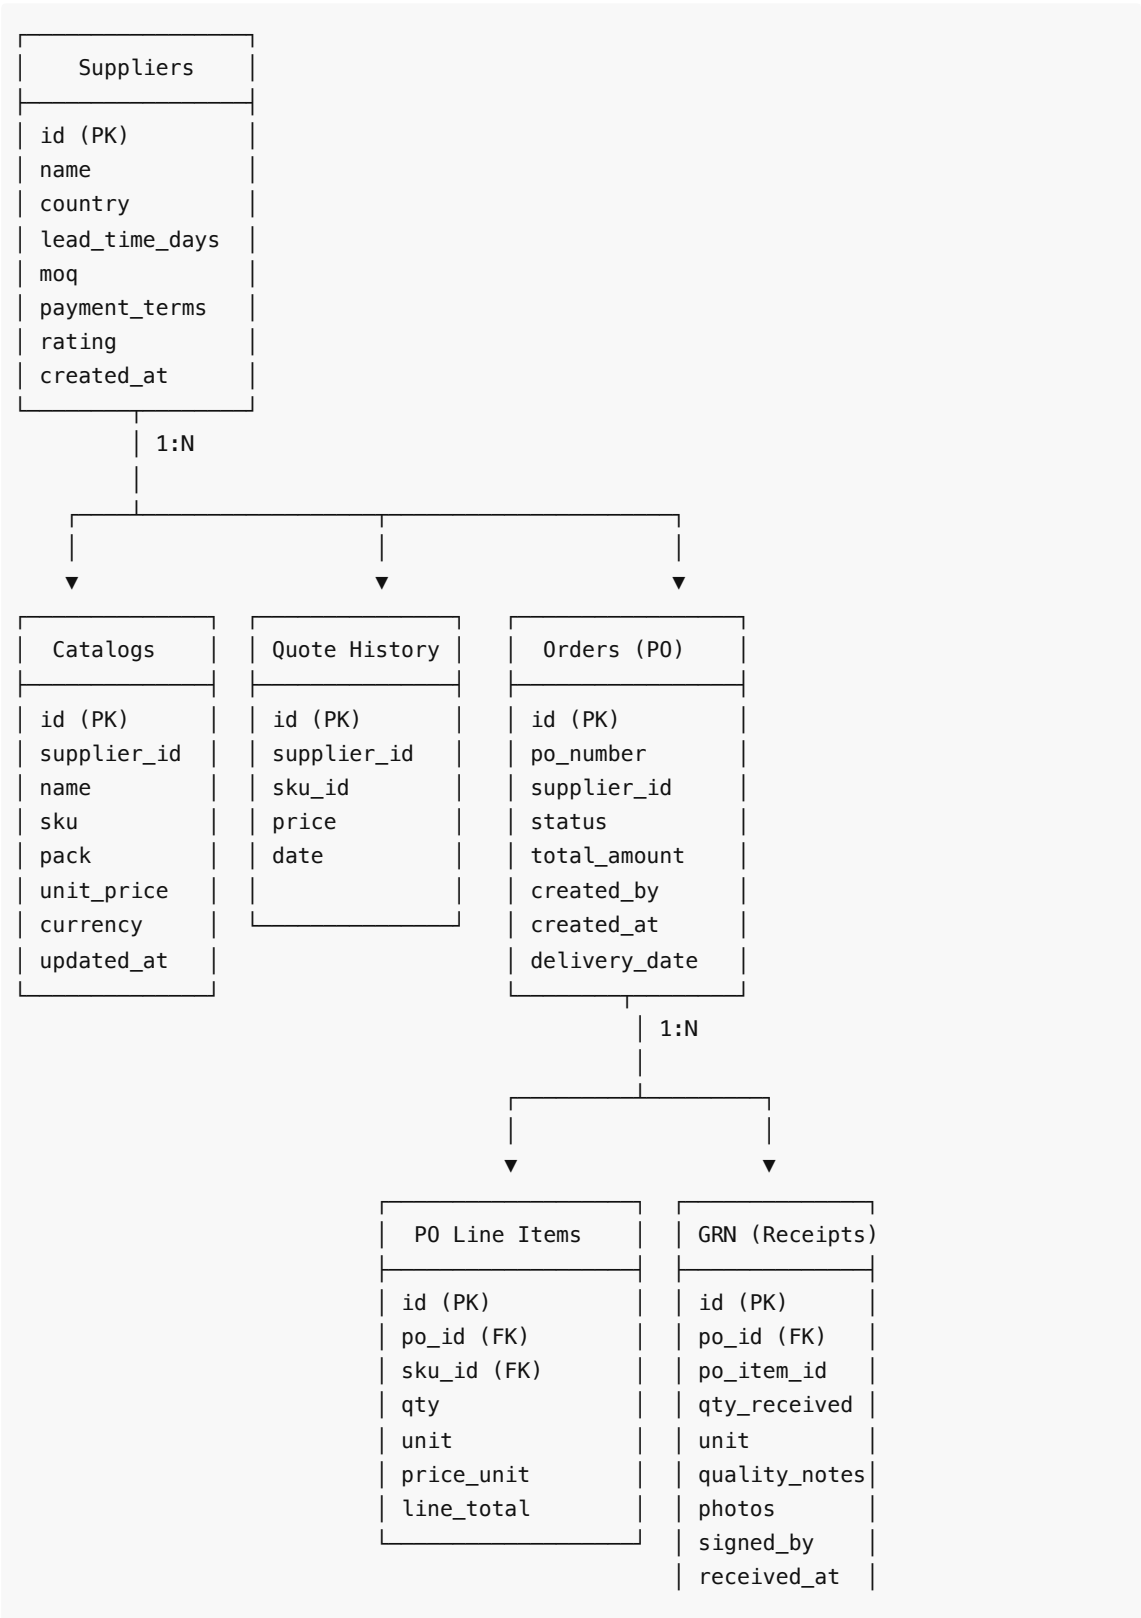 Suppliers
id (PK)
name
country
lead_time_days
moq
payment_terms
rating
created_at
1:N
Catalogs
id (PK)
supplier_id
name
sku
pack
unit_price
currency
updated_at
Quote History
id (PK)
supplier_id
sku_id
price
date
Orders (PO)
id (PK)
po_number
supplier_id
status
total_amount
created_by
created_at
delivery_date
1:N
PO Line Items
id (PK)
po_id (FK)
sku_id (FK)
qty
unit
price_unit
line_total
GRN (Receipts)
id (PK)
po_id (FK)
po_item_id
qty_received
unit
quality_notes
photos
signed_by
received_at